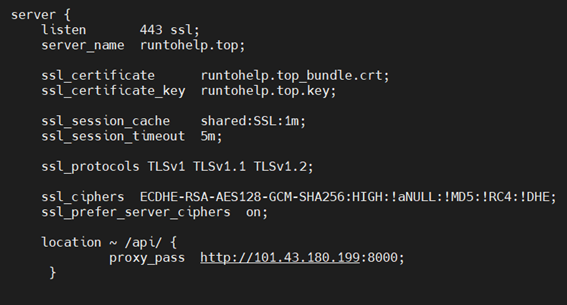 server {
listen 443 ssl;
server_name runtohelp.top;
ssl_certificate runtohelp.top_bundle.crt;
ssl_certificate_key runtohelp.top.key;
ssl_session_cache shared:SSL:1m;
ssl_session_timeout 5m;
ssl_protocols TLSv1 TLSv1.1 TLSv1.2;
ssl_ciphers ECDHE-RSA-AES128-GCM-SHA256:HIGH:!aNULL:!MD5:!RC4:!DHE;
ssl_prefer_server_ciphers on;
location ~ /api/ {
proxy_pass http://101.43.180.199:8000;
}